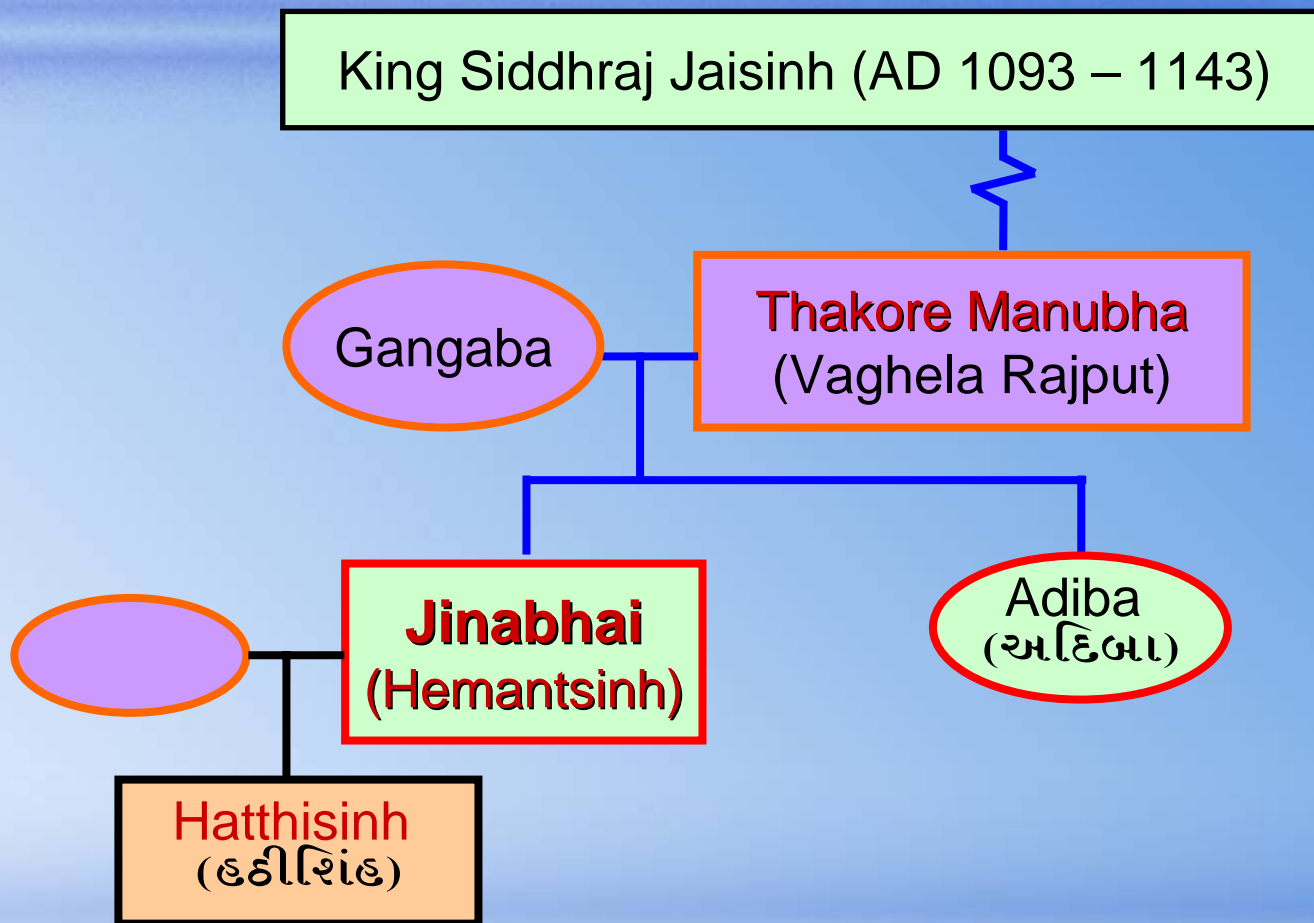 King Siddhraj Jaisinh (AD 1093 – 1143)
Gangaba
Thakore Manubha
(Vaghela Rajput)
Jinabhai
(Hemantsinh)
Adiba
(અદિબા)
Hatthisinh
(હઠીશિંહ)